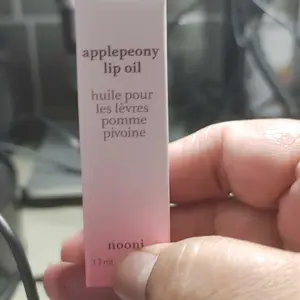 applepeony
lip oil
huile pour
les lèvres
pomme
pivoine
nooni